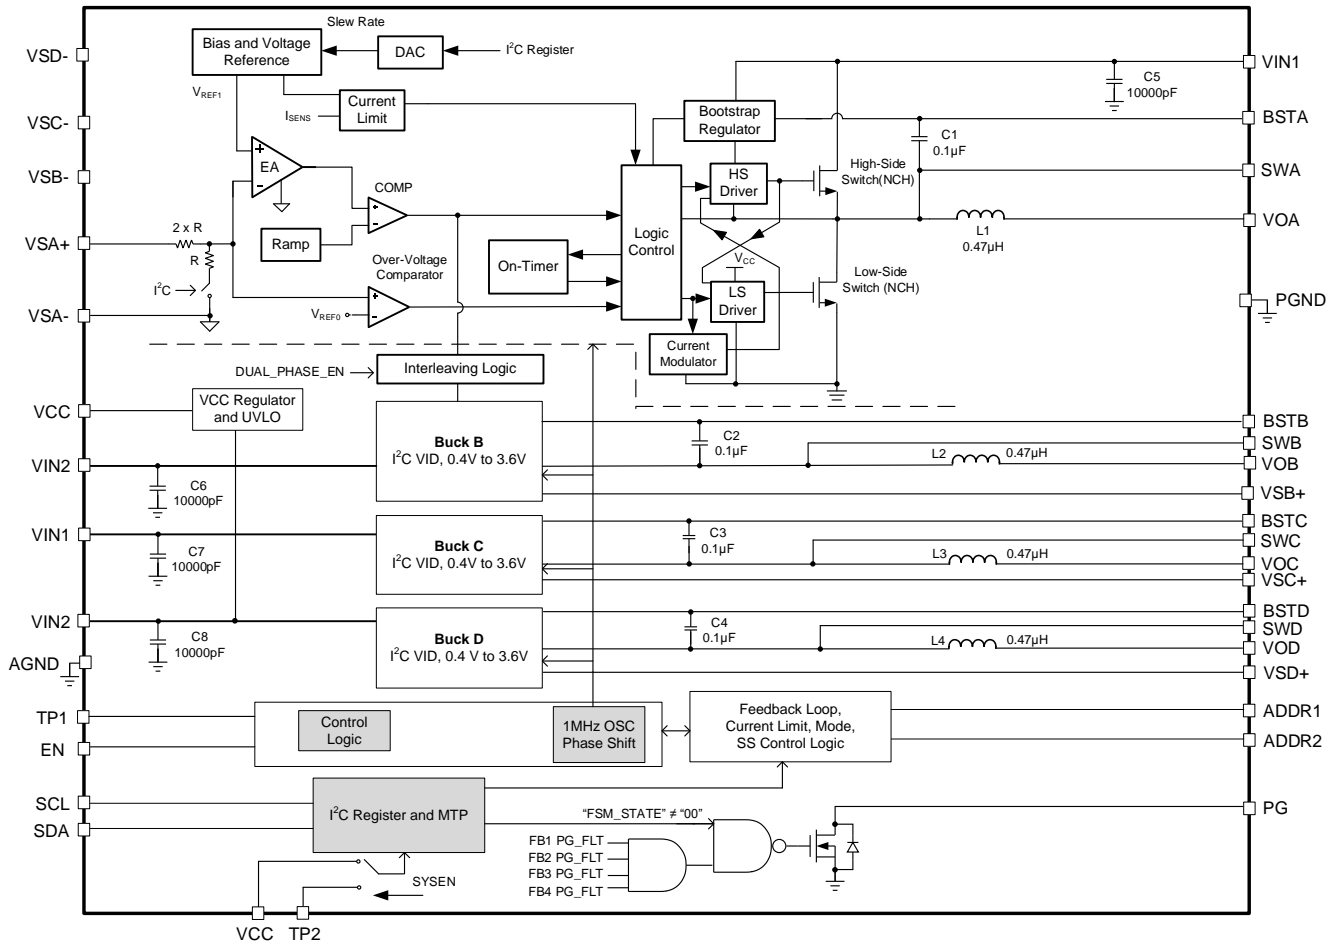 Slew Rate
VSD-
Bias and Voltage
Reference
DAC
I²C Register
VIN1
C5
10000pF
V_REF1
I_SENS
Current
Limit
Bootstrap
Regulator
BSTA
VSC-
C1
0.1µF
EA
HS
Driver
High-Side
Switch(NCH)
SWA
VSB-
COMP
VOA
2 x R
VSA+
Ramp
Logic
Control
L1
0.47µH
R
On-Timer
V_CC
Over-Voltage
Comparator
I²C
LS
Driver
Low-Side
Switch (NCH)
PGND
VSA-
V_REF0
Current
Modulator
DUAL_PHASE_EN
Interleaving Logic
VCC
VCC Regulator
and UVLO
BSTB
Buck B
I²C VID, 0.4V to 3.6V
C2
0.1µF
SWB
L2
0.47µH
VOB
VIN2
C6
10000pF
VSB+
BSTC
VIN1
Buck C
I²C VID, 0.4V to 3.6V
C3
0.1µF
SWC
L3
0.47µH
VOC
C7
10000pF
VSC+
BSTD
VIN2
C4
0.1µF
SWD
Buck D
I²C VID, 0.4 V to 3.6V
L4
0.47µH
VOD
C8
10000pF
AGND
VSD+
TP1
Control
Logic
1MHz OSC
Phase Shift
Feedback Loop,
Current Limit, Mode,
SS Control Logic
ADDR1
EN
ADDR2
SCL
I²C Register and MTP
“FSM_STATE” ≠ “00”
PG
SDA
FB1 PG_FLT
FB2 PG_FLT
FB3 PG_FLT
FB4 PG_FLT
SYSEN
VCC
TP2